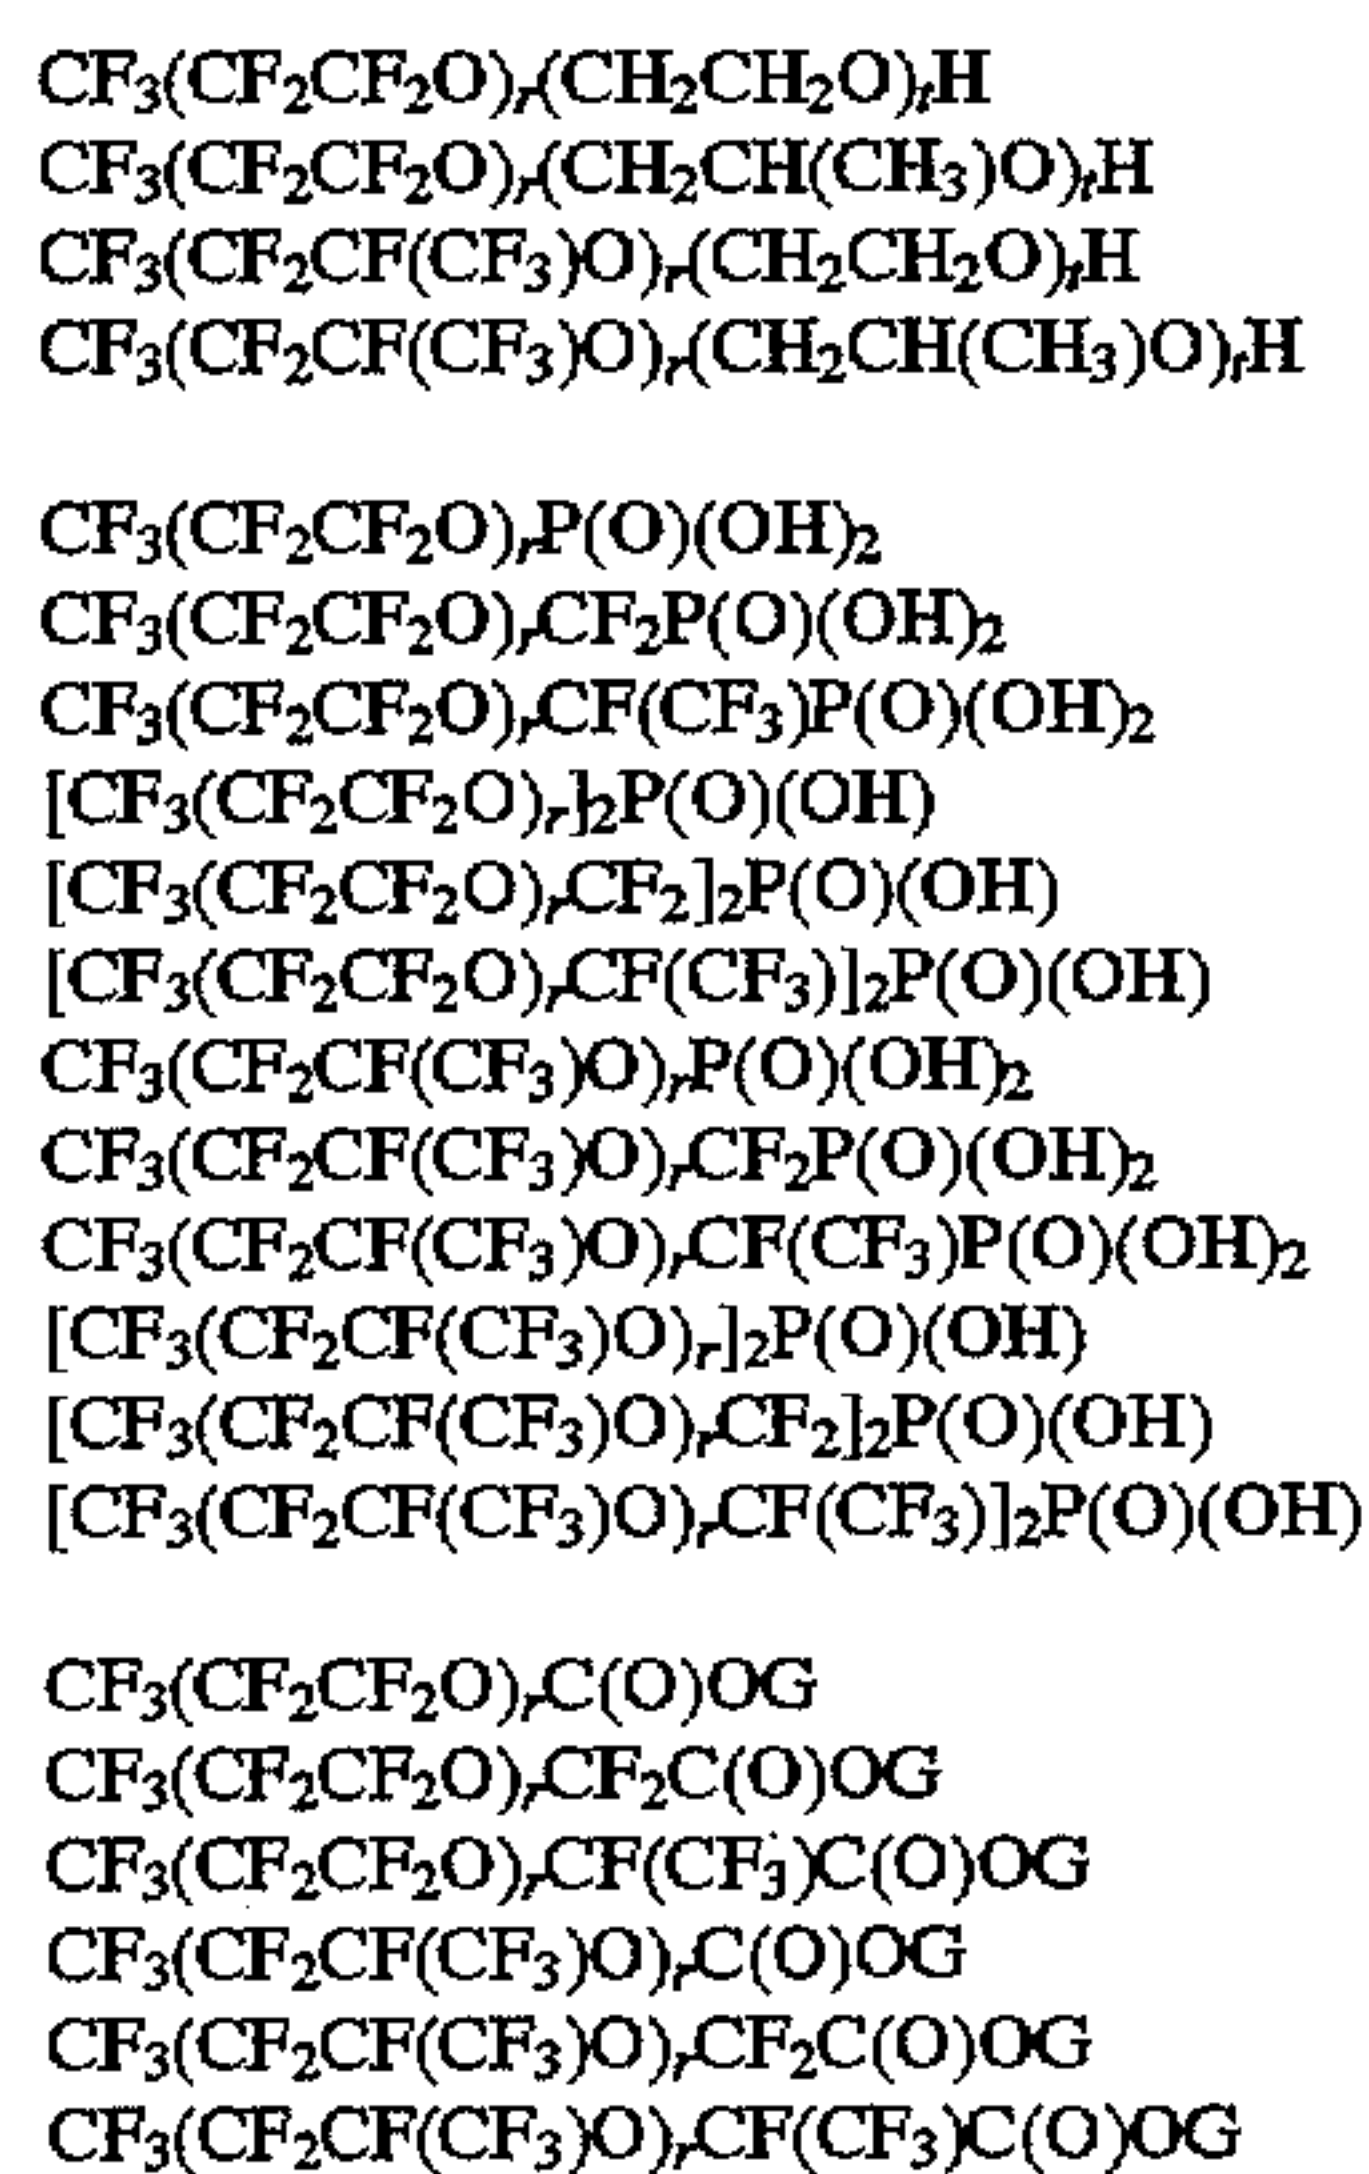 CF₃(CF₂CF₂O)ᵣ(CH₂CH₂O)ₜH
CF₃(CF₂CF₂O)ᵣ(CH₂CH(CH₃)O)ₜH
CF₃(CF₂CF(CF₃)O)ᵣ(CH₂CH₂O)ₜH
CF₃(CF₂CF(CF₃)O)ᵣ(CH₂CH(CH₃)O)ₜH
CF₃(CF₂CF₂O)ᵣP(O)(OH)₂
CF₃(CF₂CF₂O)ᵣCF₂P(O)(OH)₂
CF₃(CF₂CF₂O)ᵣCF(CF₃)P(O)(OH)₂
[CF₃(CF₂CF₂O)ᵣ]₂P(O)(OH)
[CF₃(CF₂CF₂O)ᵣCF₂]₂P(O)(OH)
[CF₃(CF₂CF₂O)ᵣCF(CF₃)]₂P(O)(OH)
CF₃(CF₂CF(CF₃)O)ᵣP(O)(OH)₂
CF₃(CF₂CF(CF₃)O)ᵣCF₂P(O)(OH)₂
CF₃(CF₂CF(CF₃)O)ᵣCF(CF₃)P(O)(OH)₂
[CF₃(CF₂CF(CF₃)O)ᵣ]₂P(O)(OH)
[CF₃(CF₂CF(CF₃)O)ᵣCF₂]₂P(O)(OH)
[CF₃(CF₂CF(CF₃)O)ᵣCF(CF₃)]₂P(O)(OH)
CF₃(CF₂CF₂O)ᵣC(O)OG
CF₃(CF₂CF₂O)ᵣCF₂C(O)OG
CF₃(CF₂CF₂O)ᵣCF(CF₃)C(O)OG
CF₃(CF₂CF(CF₃)O)ᵣC(O)OG
CF₃(CF₂CF(CF₃)O)ᵣCF₂C(O)OG
CF₃(CF₂CF(CF₃)O)ᵣCF(CF₃)C(O)OG